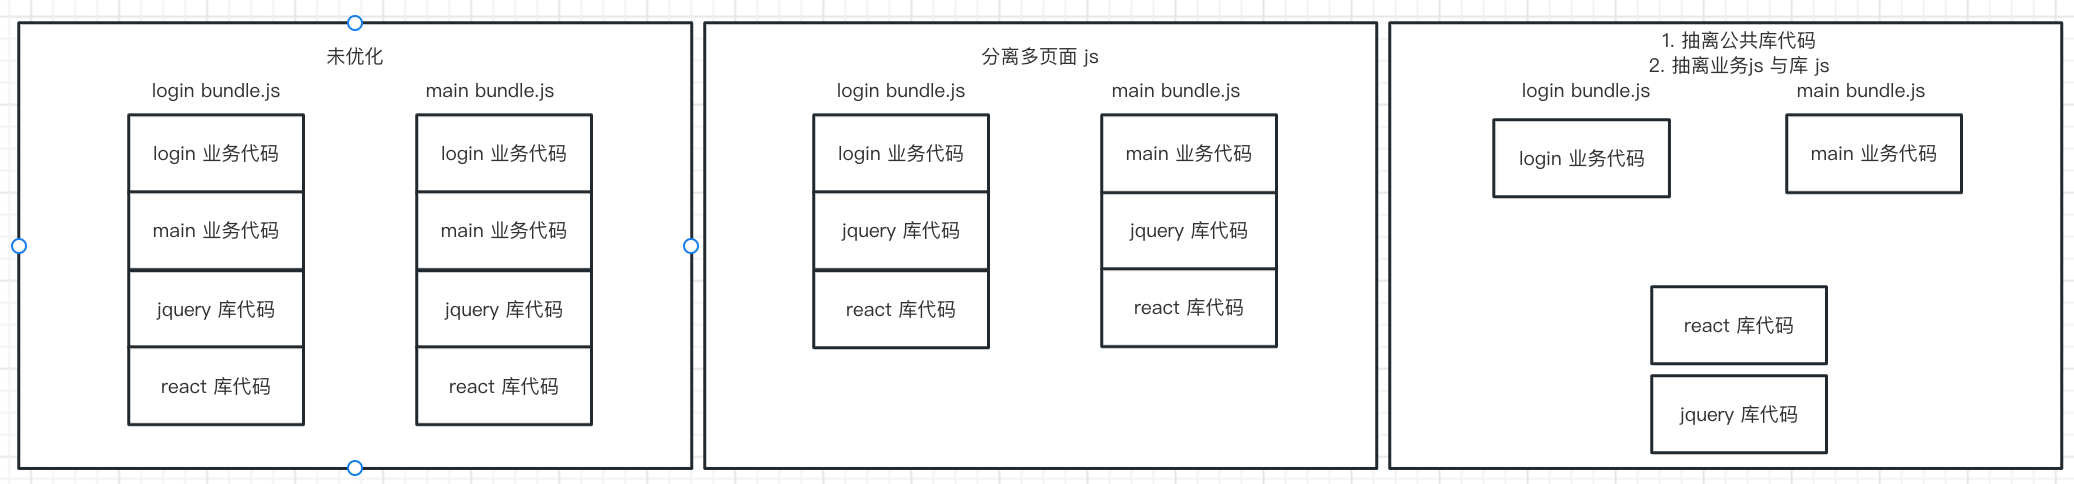 未优化
login bundle.js
main bundle.js
login 业务代码
login 业务代码
main 业务代码
main 业务代码
jquery 库代码
jquery 库代码
react 库代码
react 库代码
分离多页面 js
login bundle.js
main bundle.js
login 业务代码
main 业务代码
jquery 库代码
jquery 库代码
react 库代码
react 库代码
1. 抽离公共库代码
2. 抽离业务js 与库 js
login bundle.js
main bundle.js
login 业务代码
main 业务代码
react 库代码
jquery 库代码